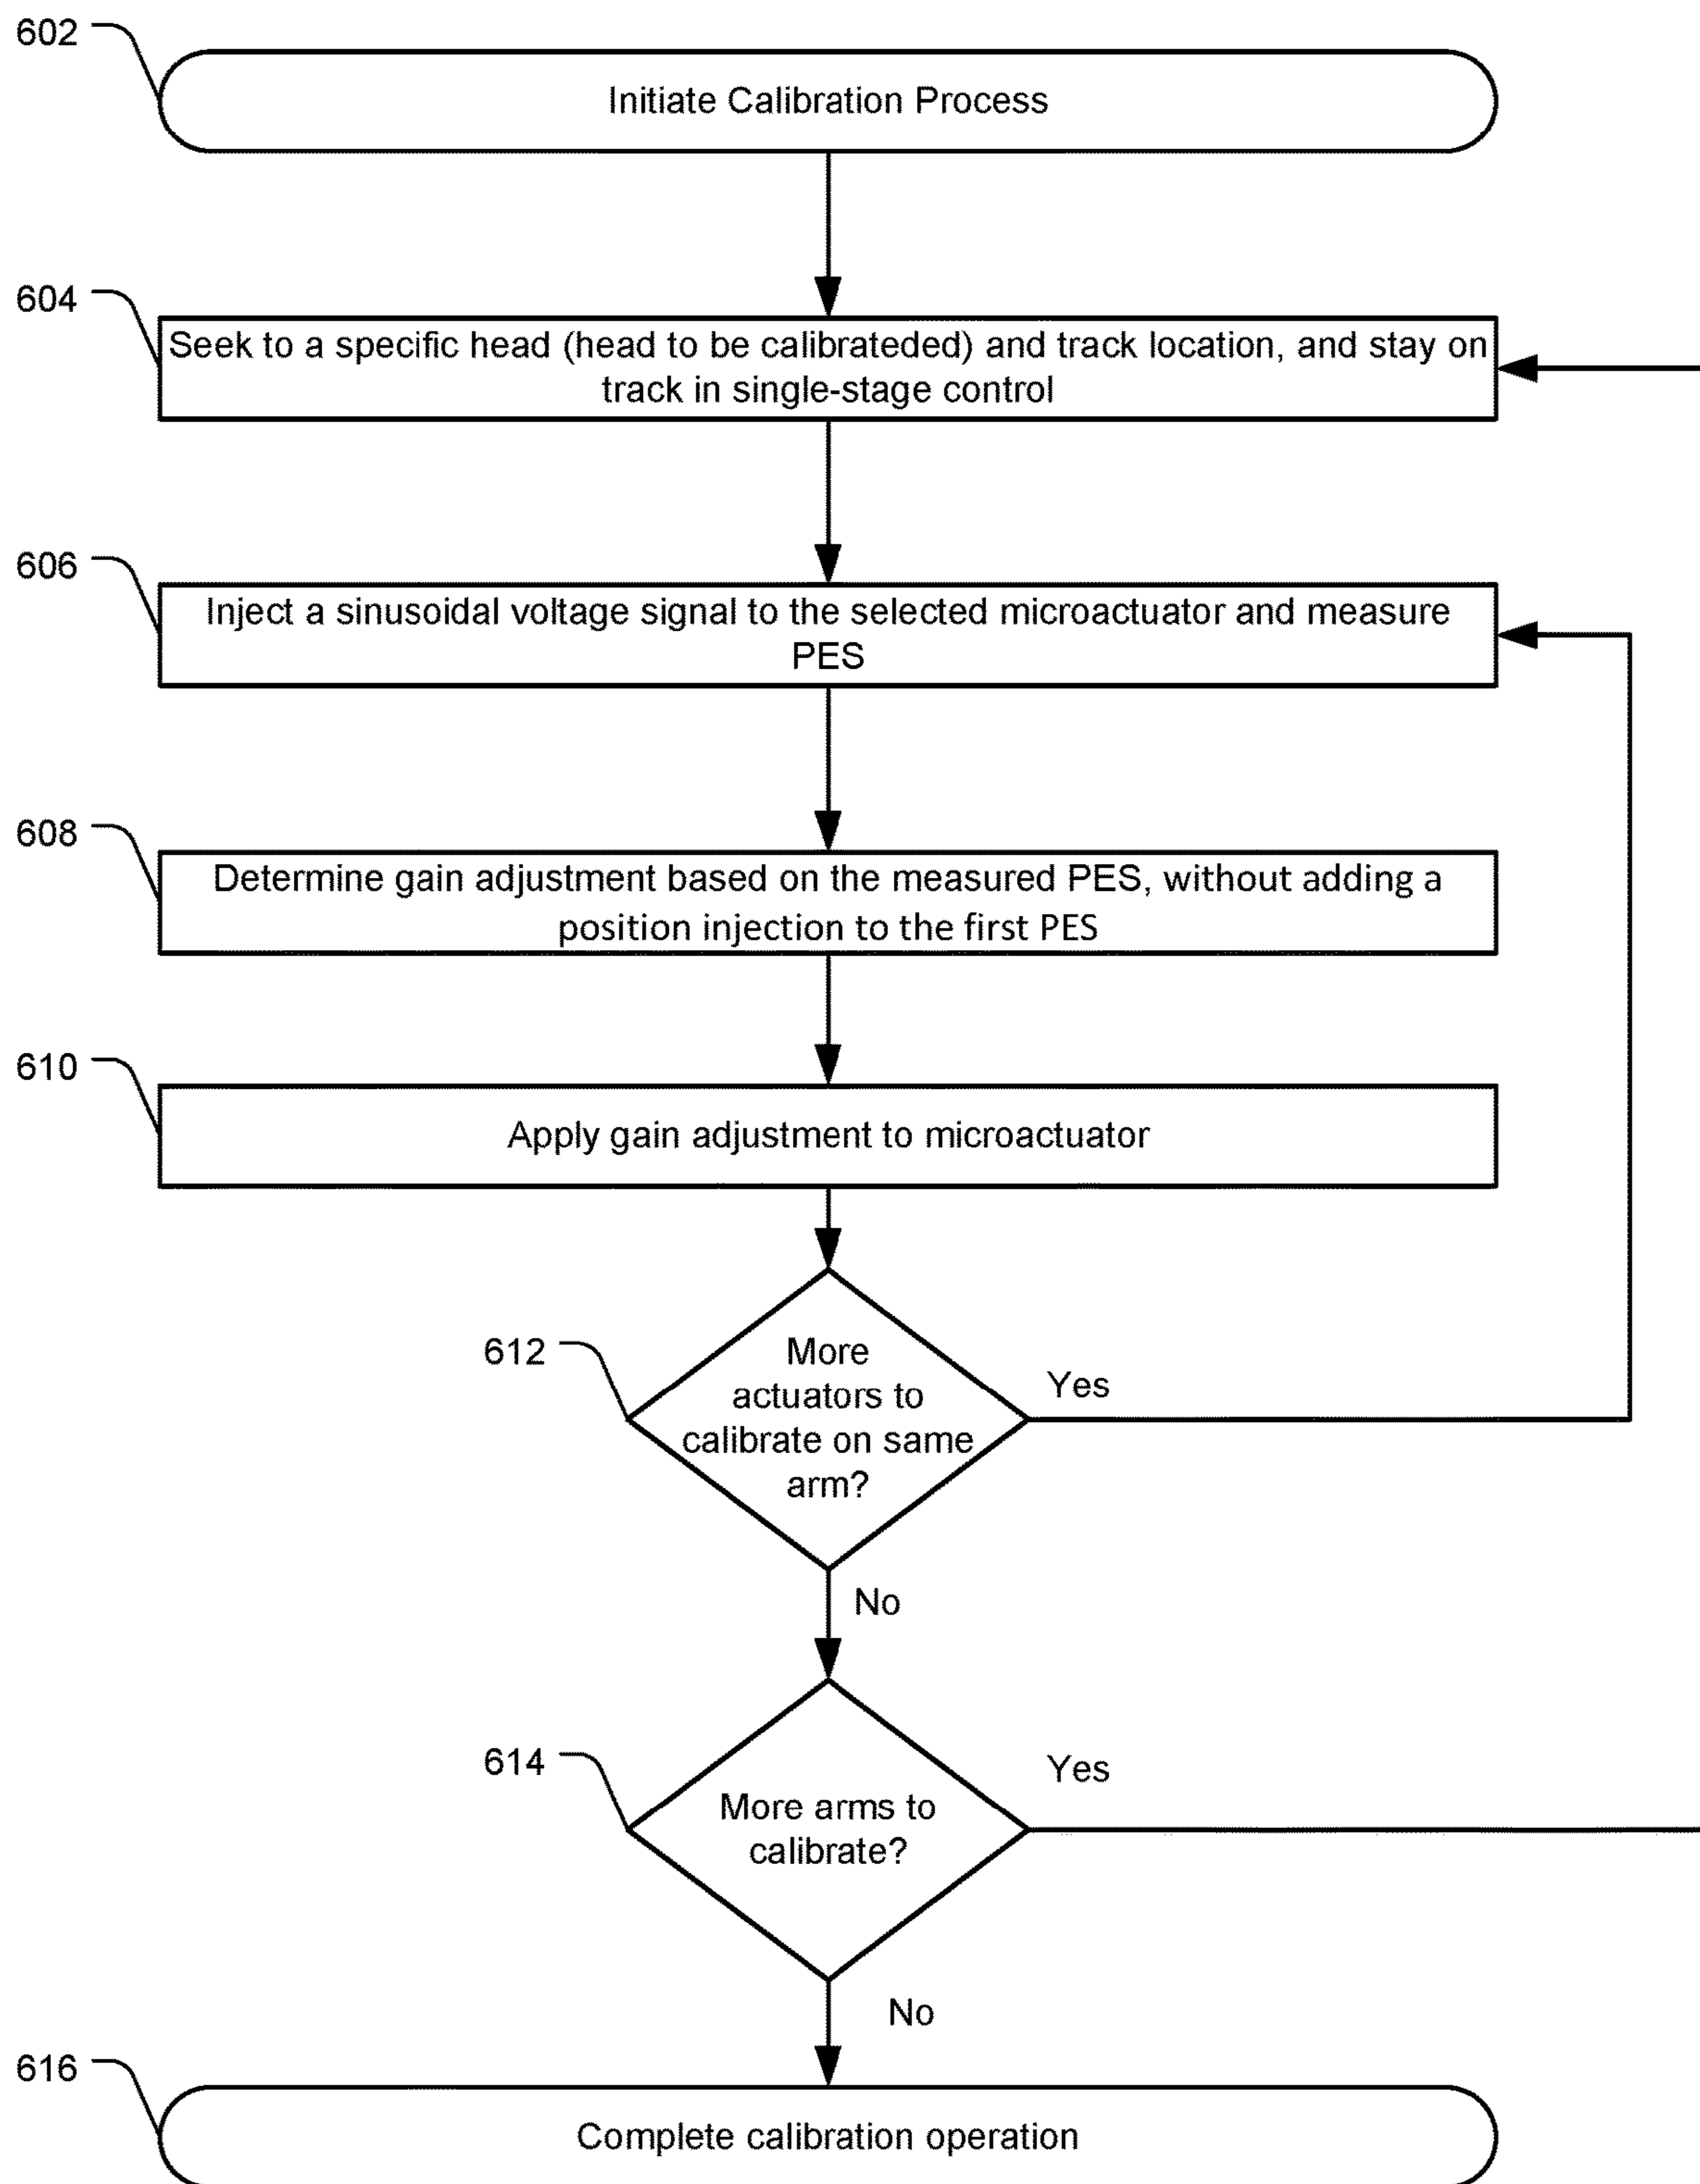 602
Initiate Calibration Process
604
Seek to a specific head (head to be calibrateded) and track location, and stay on
track in single-stage control
606
Inject a sinusoidal voltage signal to the selected microactuator and measure
PES
608
Determine gain adjustment based on the measured PES, without adding a
position injection to the first PES
610
Apply gain adjustment to microactuator
612
More
actuators to
calibrate on same
arm?
Yes
No
614
More arms to
calibrate?
Yes
No
616
Complete calibration operation